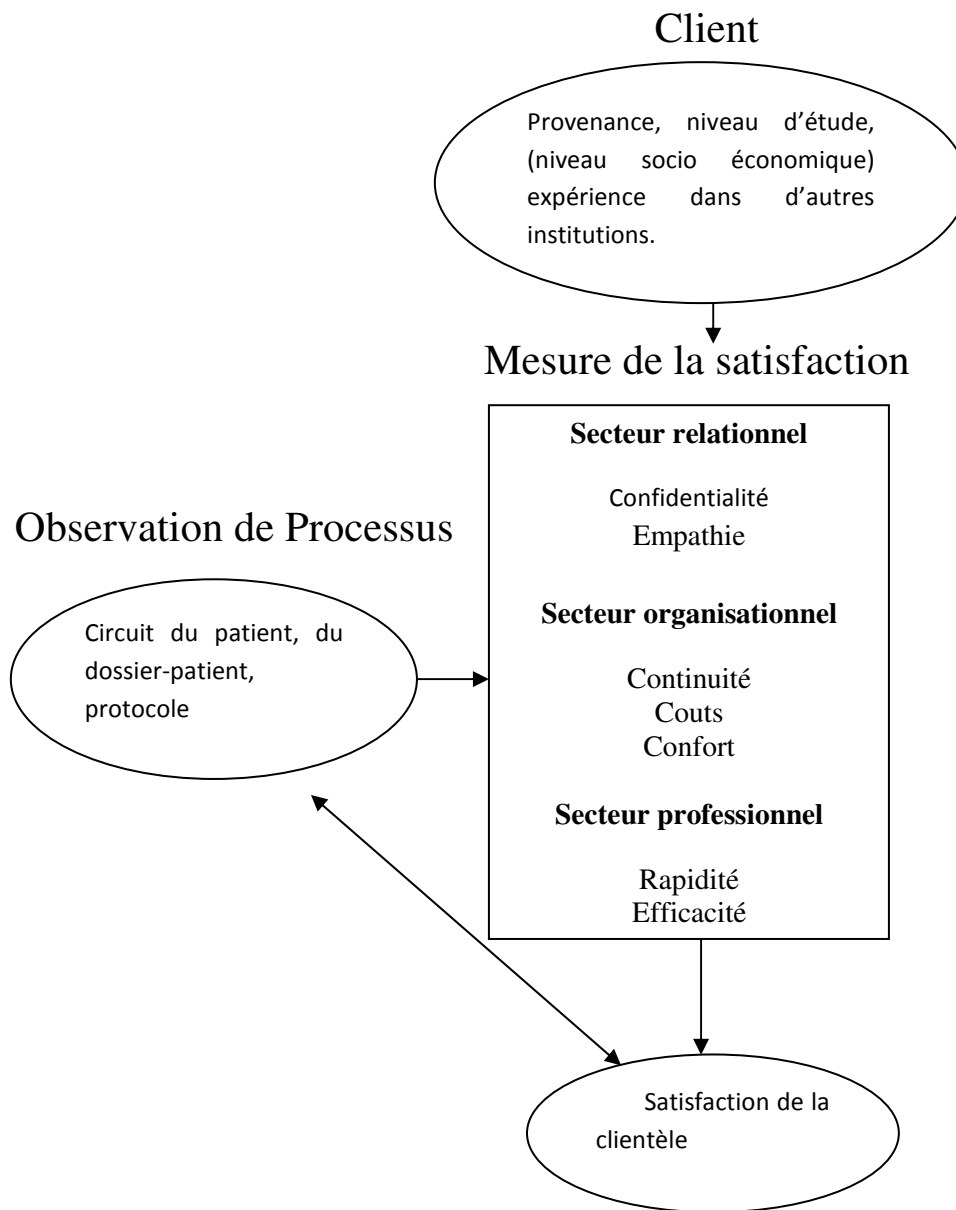 Client
Provenance, niveau d’étude,
(niveau socio économique)
expérience dans d’autres
institutions.
Mesure de la satisfaction
Secteur relationnel
Confidentialité
Empathie
Observation de Processus
Circuit du patient, du
dossier-patient,
protocole
Secteur organisationnel
Continuité
Couts
Confort
Secteur professionnel
Rapidité
Efficacité
Satisfaction de la
clientèle